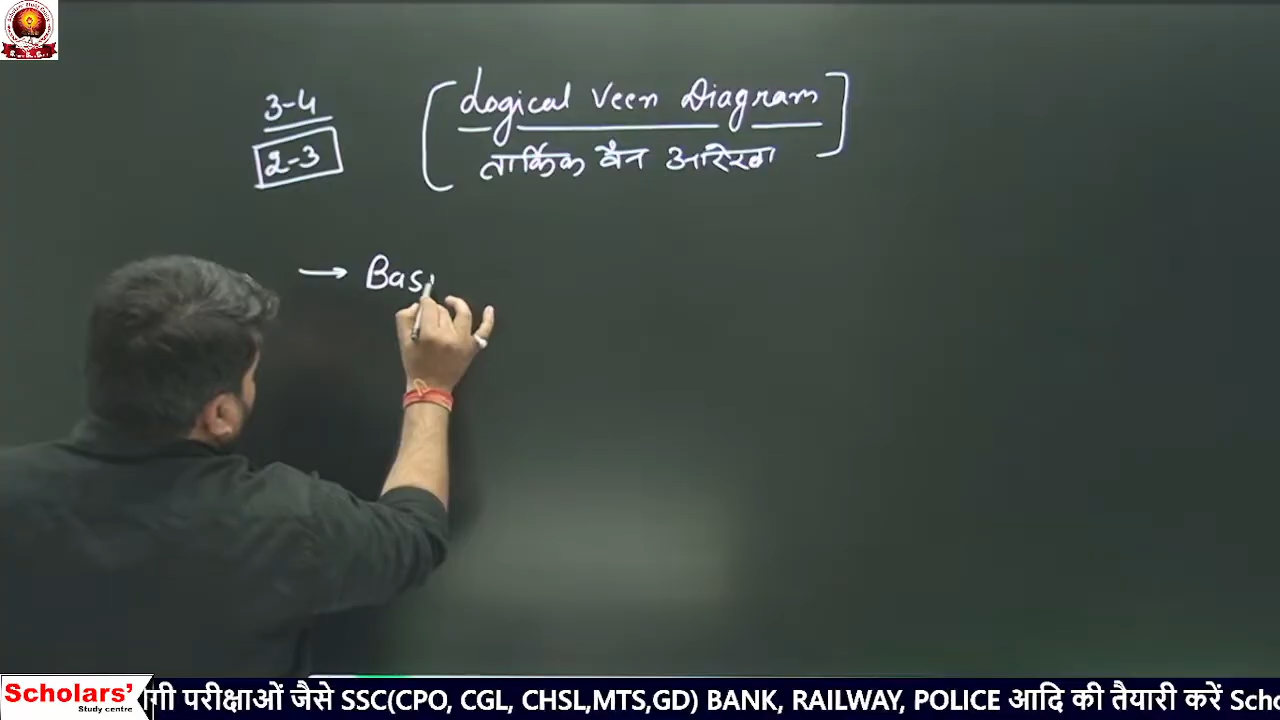 3-4
2-3
Logical Veen Diagram
तार्किक वैन आरेख
→ Basi
Scholars'
Study centre
गी परीक्षाओं जैसे SSC(CPO, CGL, CHSL,MTS,GD) BANK, RAILWAY, POLICE आदि की तैयारी करें Scho